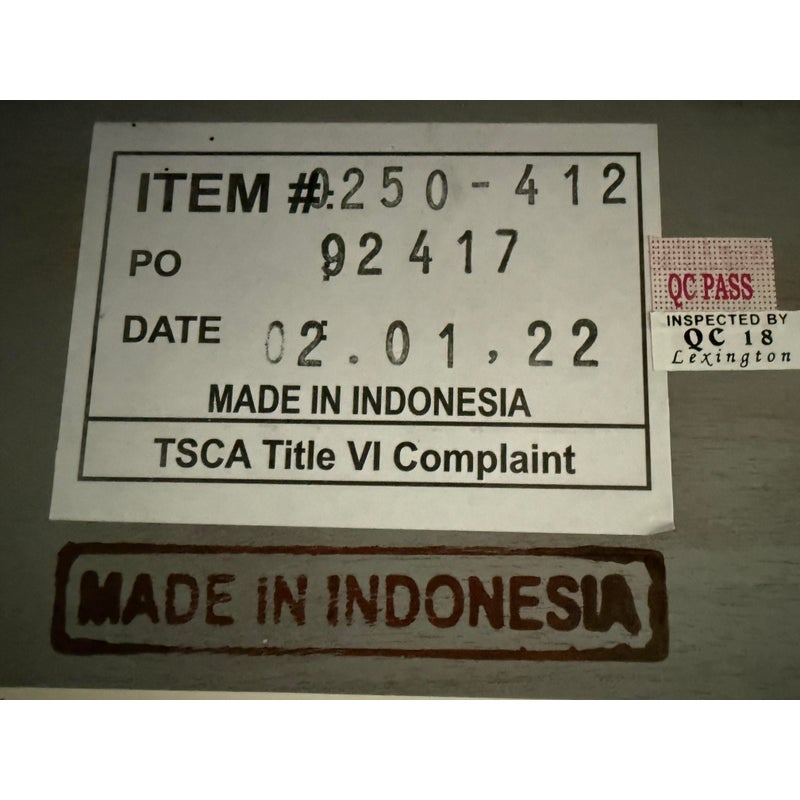 ITEM #: 0250-412
PO 92417
DATE 02.01,22
MADE IN INDONESIA
TSCA Title VI Complaint
QC PASS
INSPECTED BY
QC 18
Lexington
MADE IN INDONESIA